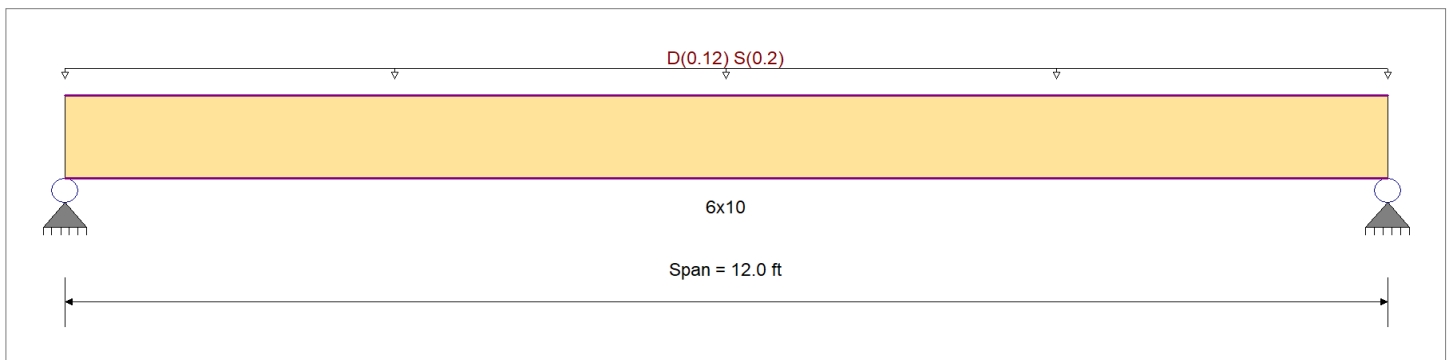 D(0.12) S(0.2)
6x10
Span = 12.0 ft